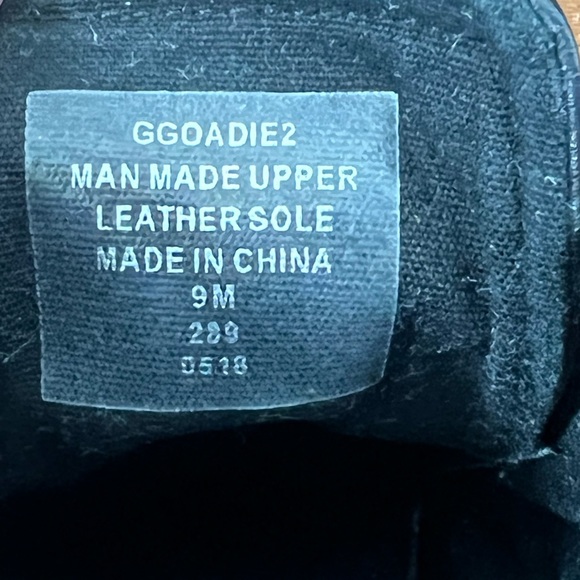 GGOADIE2
MAN MADE UPPER
LEATHER SOLE
MADE IN CHINA
9M
289
0518